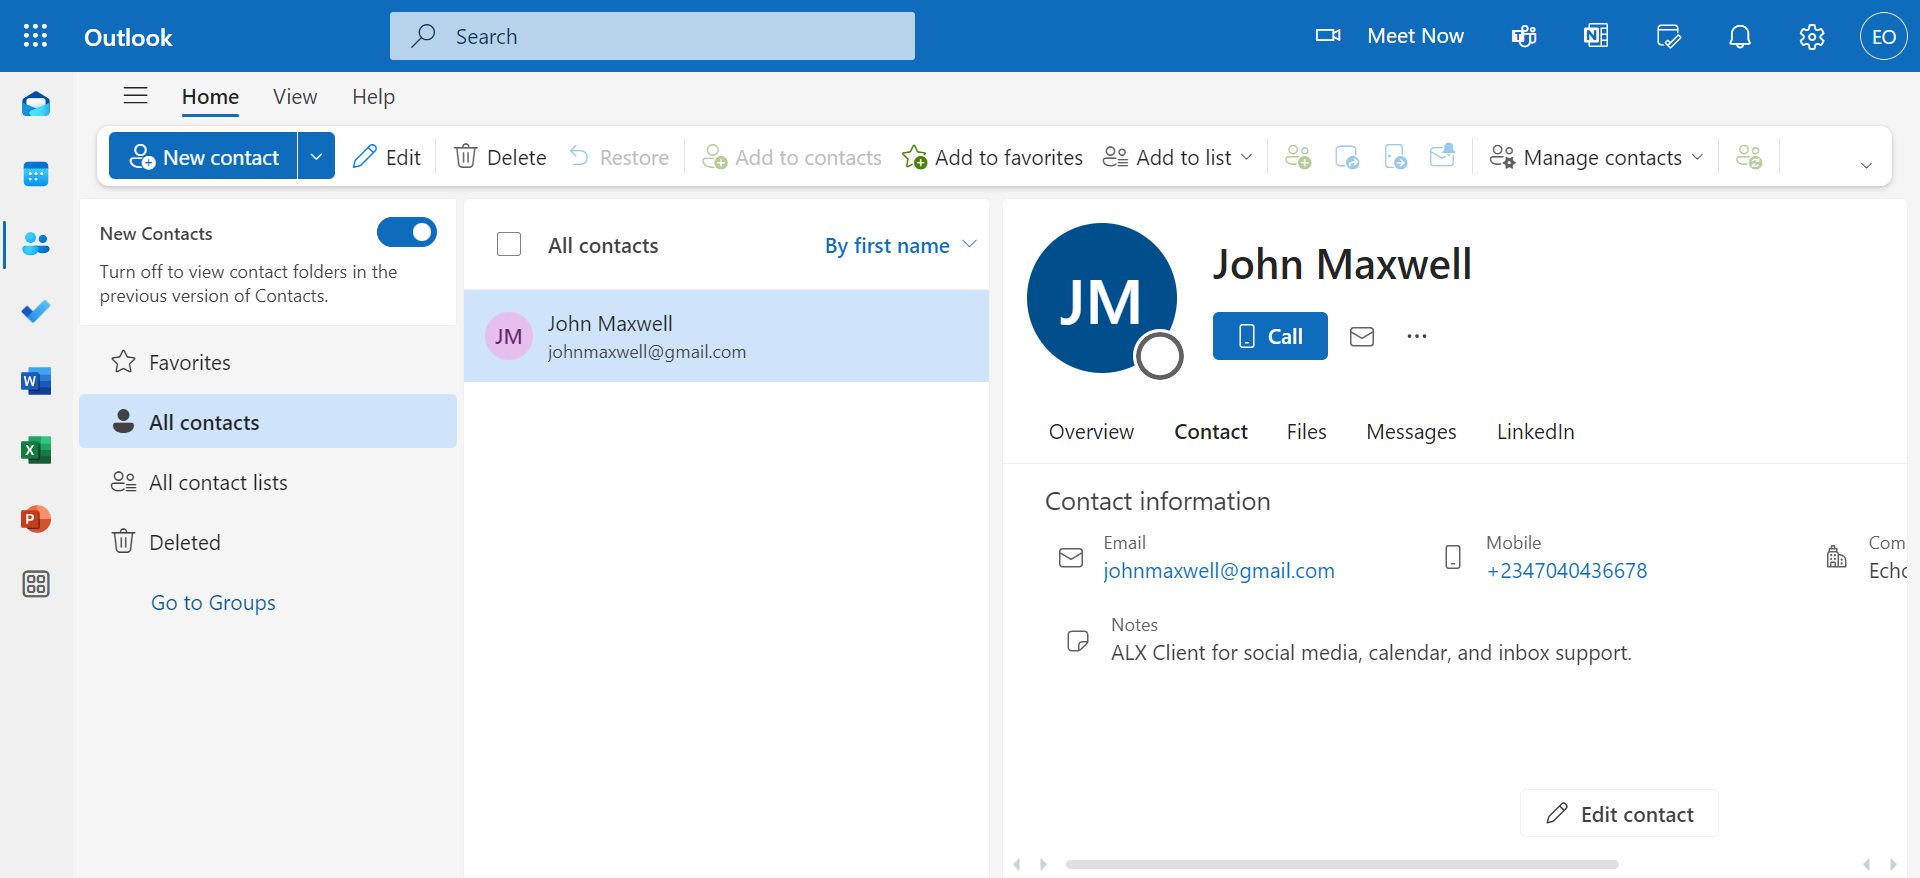 Outlook
Search
Meet Now
EO
Home View Help
New contact Edit Delete Restore Add to contacts Add to favorites Add to list Manage contacts
New Contacts
Turn off to view contact folders in the
previous version of Contacts.
Favorites
All contacts
All contact lists
Deleted
Go to Groups
All contacts By first name
JM
John Maxwell
johnmaxwell@gmail.com
JM
John Maxwell
Call
Overview Contact Files Messages LinkedIn
Contact information
Email
johnmaxwell@gmail.com
Mobile
+2347040436678
Com
Echo
Notes
ALX Client for social media, calendar, and inbox support.
Edit contact
W
X
P